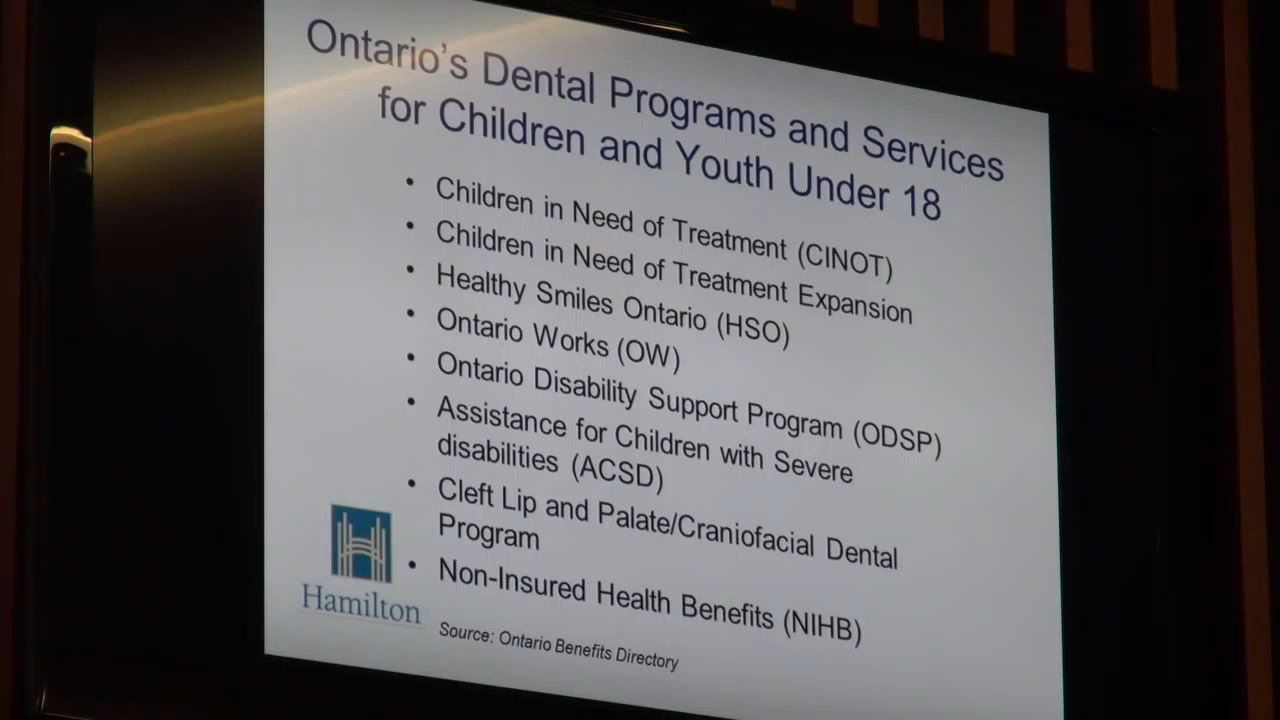 Ontario's Dental Programs and Services
for Children and Youth Under 18
• Children in Need of Treatment (CINOT)
• Children in Need of Treatment Expansion
• Healthy Smiles Ontario (HSO)
• Ontario Works (OW)
• Ontario Disability Support Program (ODSP)
• Assistance for Children with Severe
disabilities (ACSD)
• Cleft Lip and Palate/Craniofacial Dental
Program
• Non-Insured Health Benefits (NIHB)
Hamilton
Source: Ontario Benefits Directory